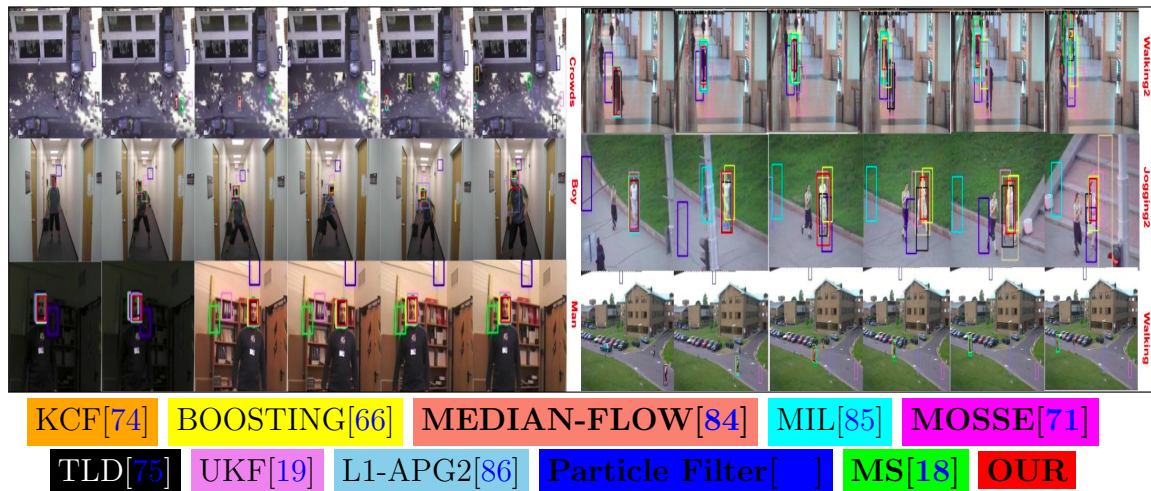 Crowds
Boy
Man
Walking2
Jogging2
Walking
KCF[74] BOOSTING[66] MEDIAN-FLOW[84] MIL[85] MOSSE[71]
TLD[75] UKF[19] L1-APG2[86] Particle Filter[ ] MS[18] OUR